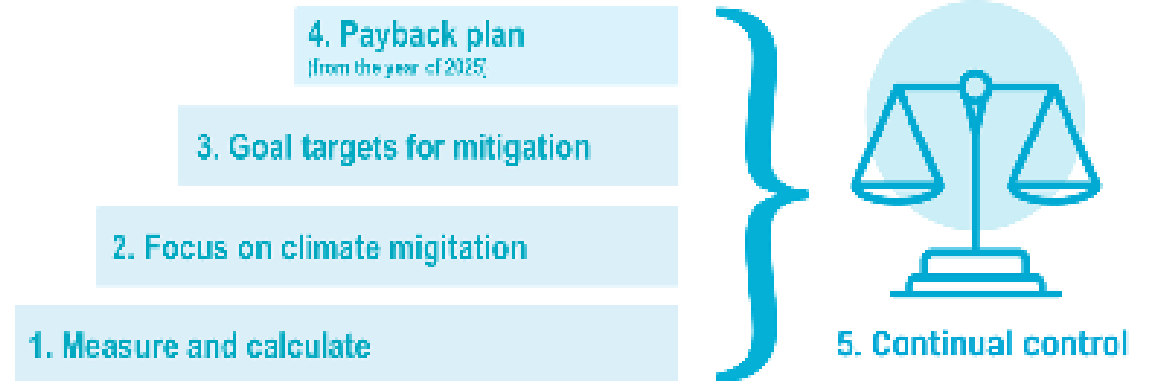 4. Payback plan
(from the year of 2025)
3. Goal targets for mitigation
2. Focus on climate migitation
1. Measure and calculate
5. Continual control